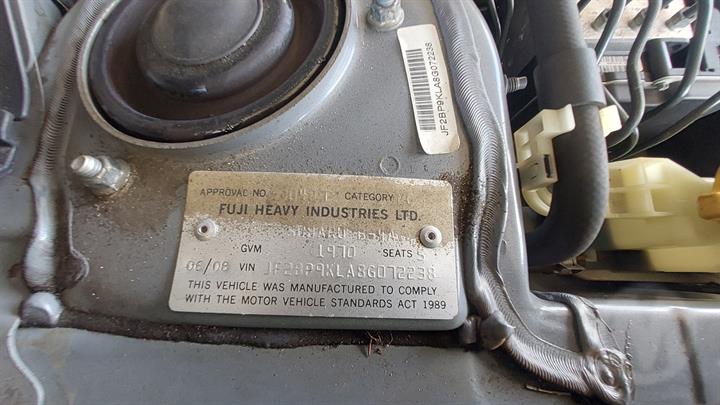 JF2BP9KLA8G072238
APPROVAL NO. CATEGORY
FUJI HEAVY INDUSTRIES LTD.
GVM 1970 SEATS 5
06/08 VIN JF2BP9KLA8G072238
THIS VEHICLE WAS MANUFACTURED TO COMPLY
WITH THE MOTOR VEHICLE STANDARDS ACT 1989